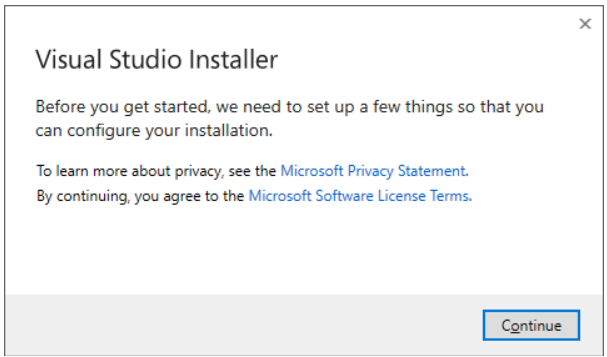 Visual Studio Installer
Before you get started, we need to set up a few things so that you
can configure your installation.
To learn more about privacy, see the Microsoft Privacy Statement.
By continuing, you agree to the Microsoft Software License Terms.
Continue